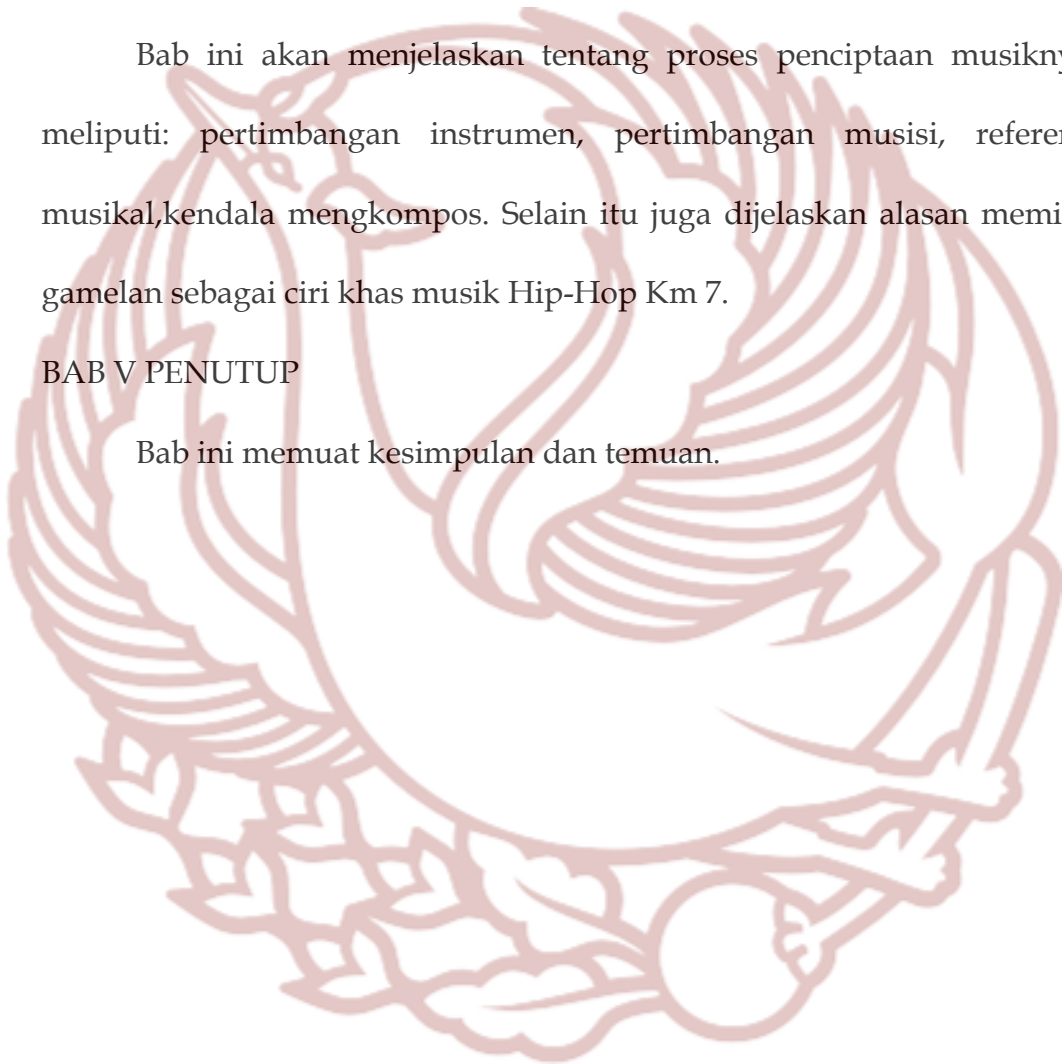 Bab ini akan menjelaskan tentang proses penciptaan musikny
meliputi: pertimbangan instrumen, pertimbangan musisi, refere
musikal,kendala mengkompos. Selain itu juga dijelaskan alasan memi
gamelan sebagai ciri khas musik Hip-Hop Km 7.
BAB V PENUTUP
Bab ini memuat kesimpulan dan temuan.